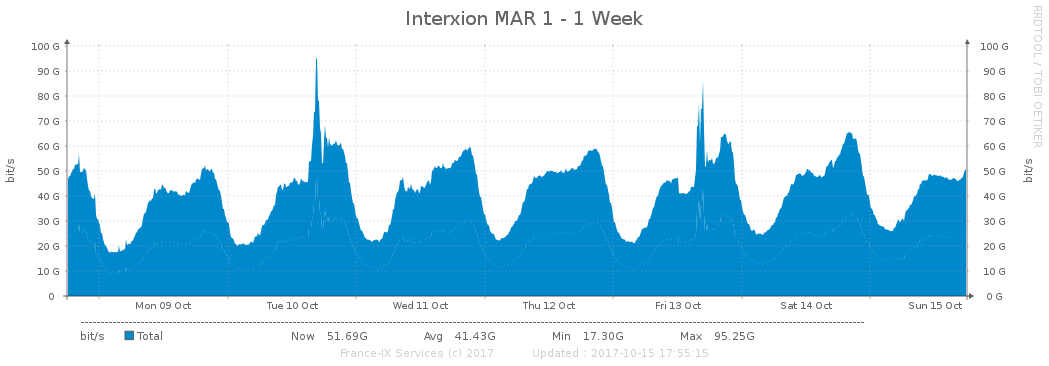 Interxion MAR 1 - 1 Week
RRDTOOL / TOBI OETIKER
bit/s
bit/s
100 G 100 G
90 G 90 G
80 G 80 G
70 G 70 G
60 G 60 G
50 G 50 G
40 G 40 G
30 G 30 G
20 G 20 G
10 G 10 G
0 0 G
Mon 09 Oct Tue 10 Oct Wed 11 Oct Thu 12 Oct Fri 13 Oct Sat 14 Oct Sun 15 Oct
bit/s Total Now 51.69G Avg 41.43G Min 17.30G Max 95.25G
France-IX Services (c) 2017 Updated : 2017-10-15 17:55:15